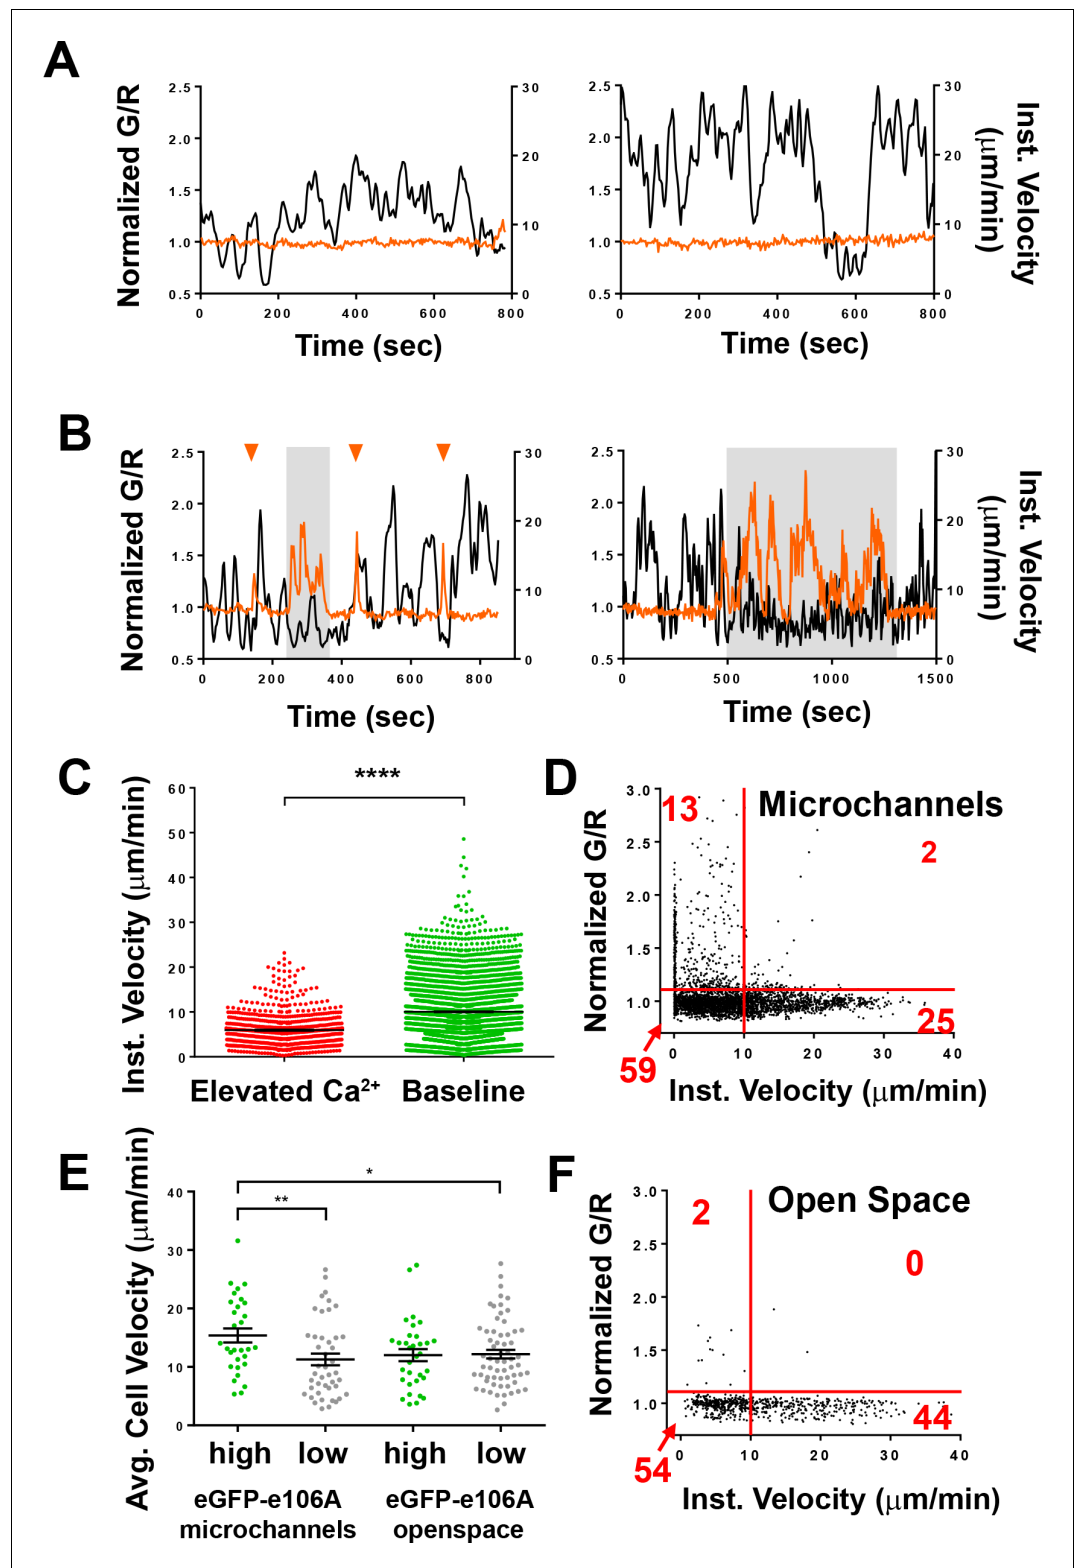 A
Normalized G/R
2.5
2.0
1.5
1.0
0.5
30
20
10
0
0 200 400 600 800
Time (sec)
2.5
2.0
1.5
1.0
0.5
30
20
10
0
0 200 400 600 800
Time (sec)
Inst. Velocity
(μm/min)
B
Normalized G/R
2.5
2.0
1.5
1.0
0.5
30
20
10
0
0 200 400 600 800
Time (sec)
2.5
2.0
1.5
1.0
0.5
30
20
10
0
0 500 1000 1500
Time (sec)
Inst. Velocity
(μm/min)
C
Inst. Velocity (μm/min)
60
50
40
30
20
10
0
****
Elevated Ca²⁺ Baseline
D
Normalized G/R
3.0
2.5
2.0
1.5
1.0
Microchannels
13
2
25
59
0 10 20 30 40
Inst. Velocity (μm/min)
E
Avg. Cell Velocity (μm/min)
40
30
20
10
0
*
**
high low high low
eGFP-e106A
microchannels
eGFP-e106A
openspace
F
Normalized G/R
3.0
2.5
2.0
1.5
1.0
Open Space
2
0
44
54
0 10 20 30 40
Inst. Velocity (μm/min)